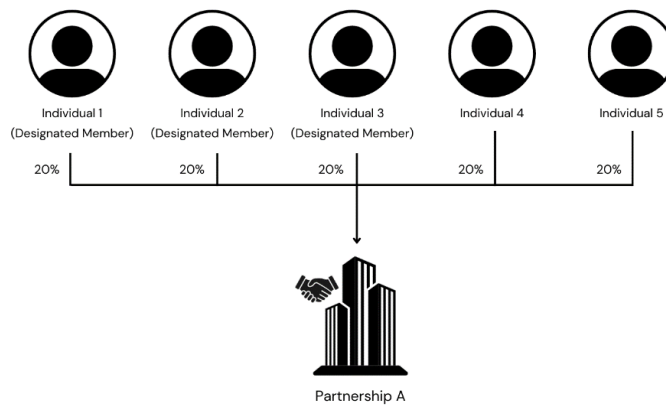 Individual 1
(Designated Member)
Individual 2
(Designated Member)
Individual 3
(Designated Member)
Individual 4
Individual 5
20%
20%
20%
20%
20%
Partnership A